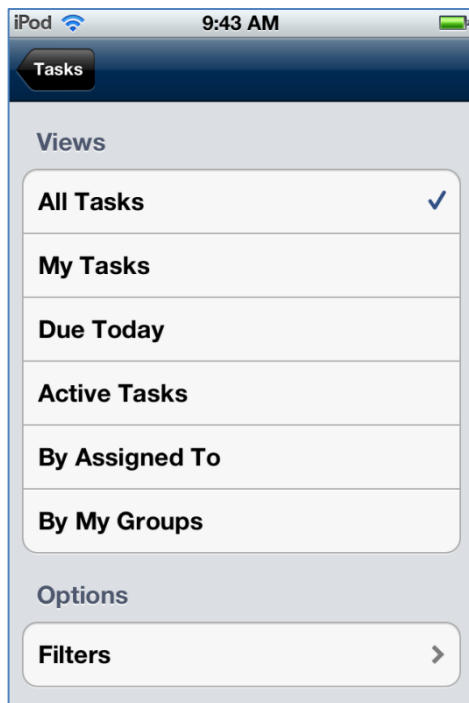 iPod 9:43 AM
Tasks
Views
All Tasks
My Tasks
Due Today
Active Tasks
By Assigned To
By My Groups
Options
Filters